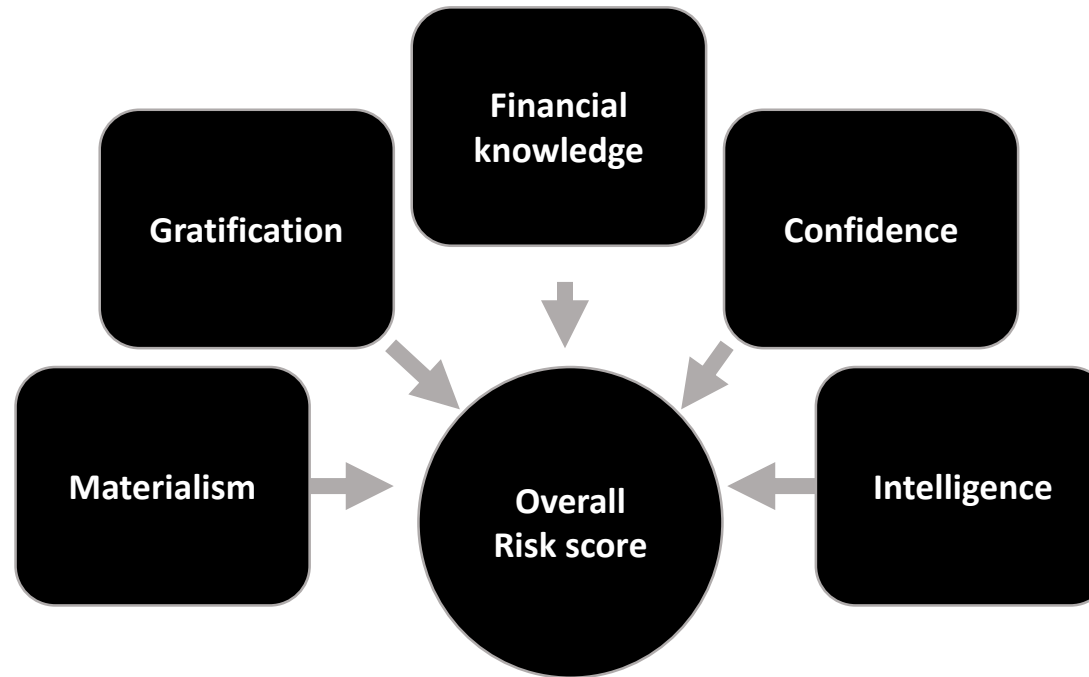 Financial
knowledge
Gratification
Confidence
Materialism
Overall
Risk score
Intelligence